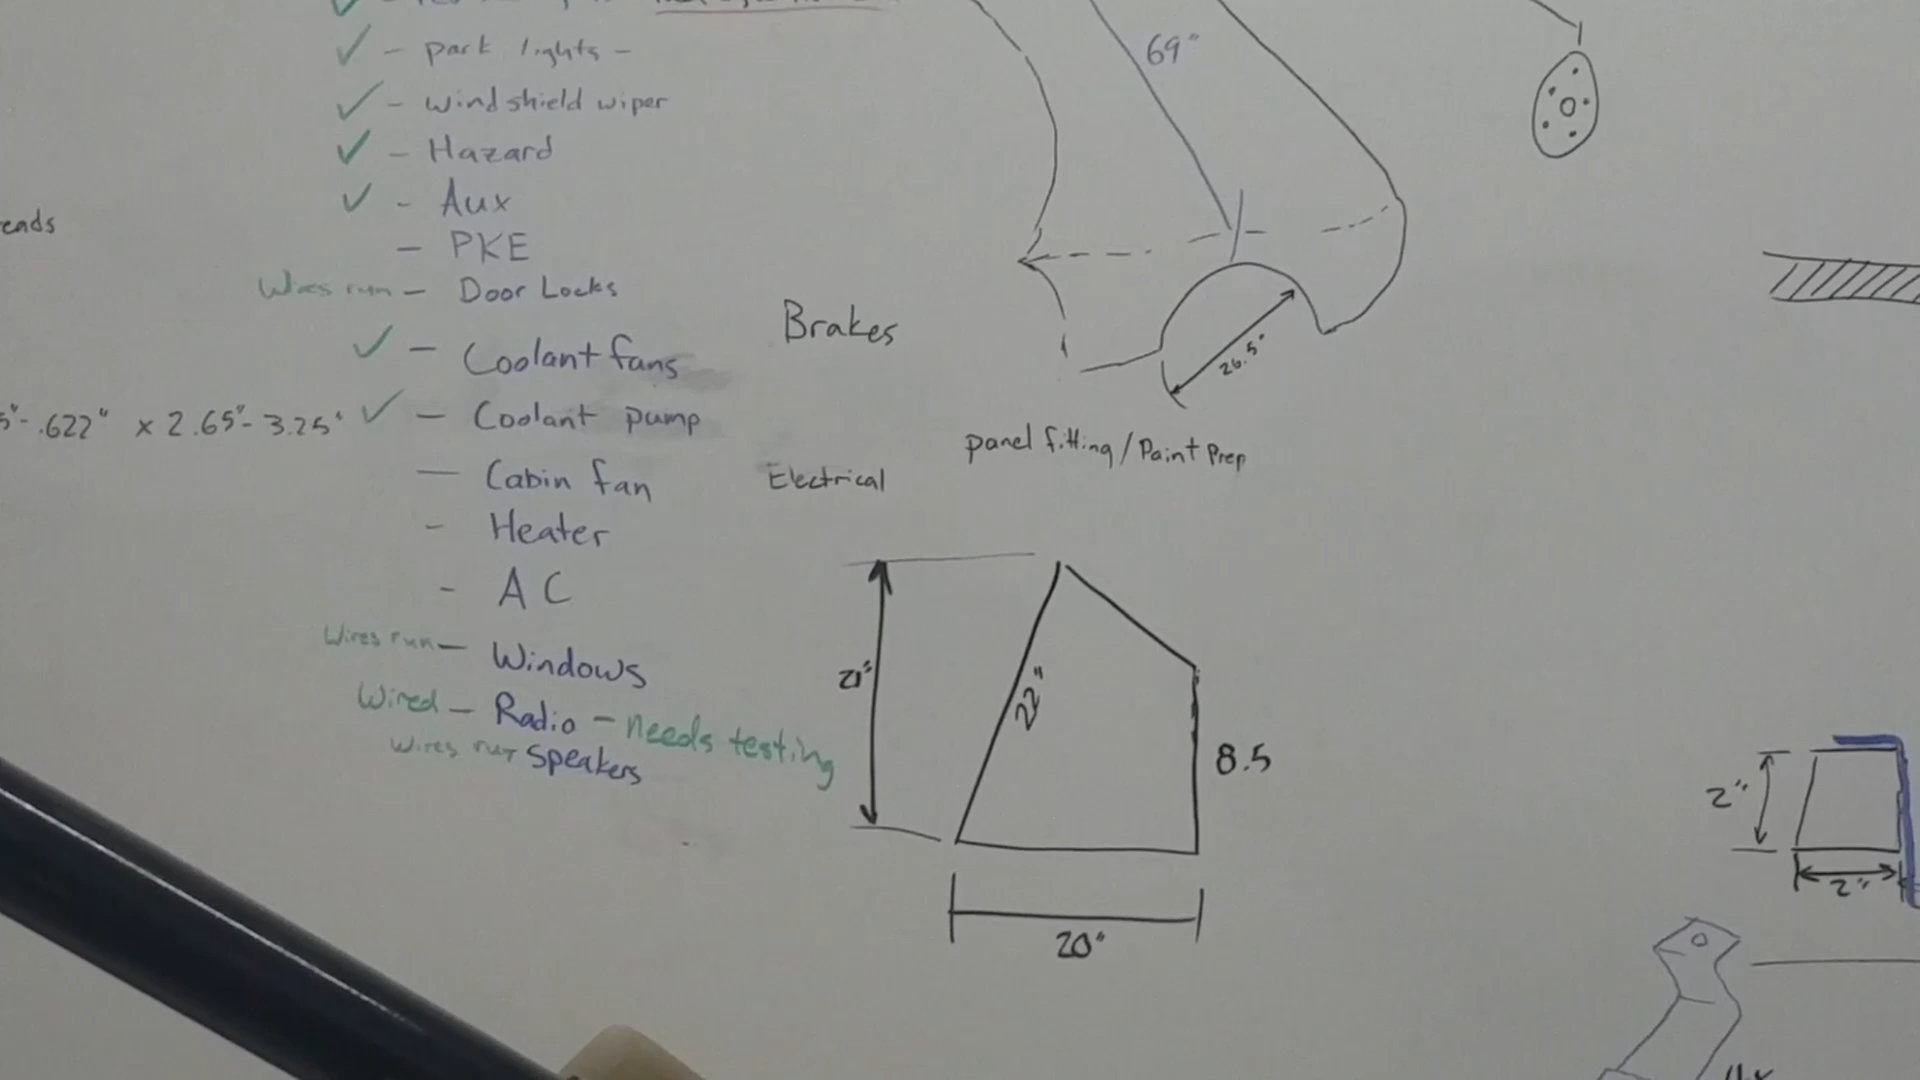 - park lights -
- windshield wiper
- Hazard
- Aux
- PKE
Wires run - Door Locks
- Coolant fans
.622" x 2.65"- 3.25"
- Coolant pump
- Cabin fan
- Heater
- AC
Wires run - Windows
Wired - Radio - needs testing
Wires run Speakers
Brakes
Electrical
69"
26.5"
panel fitting / Paint Prep
21"
22"
8.5
20"
2"
2"